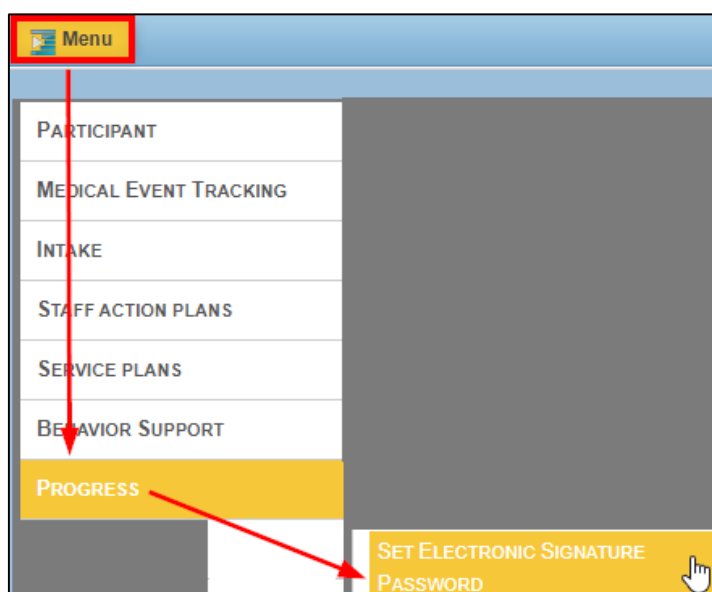 Menu
PARTICIPANT
MEDICAL EVENT TRACKING
INTAKE
STAFF ACTION PLANS
SERVICE PLANS
BEHAVIOR SUPPORT
PROGRESS
SET ELECTRONIC SIGNATURE
PASSWORD